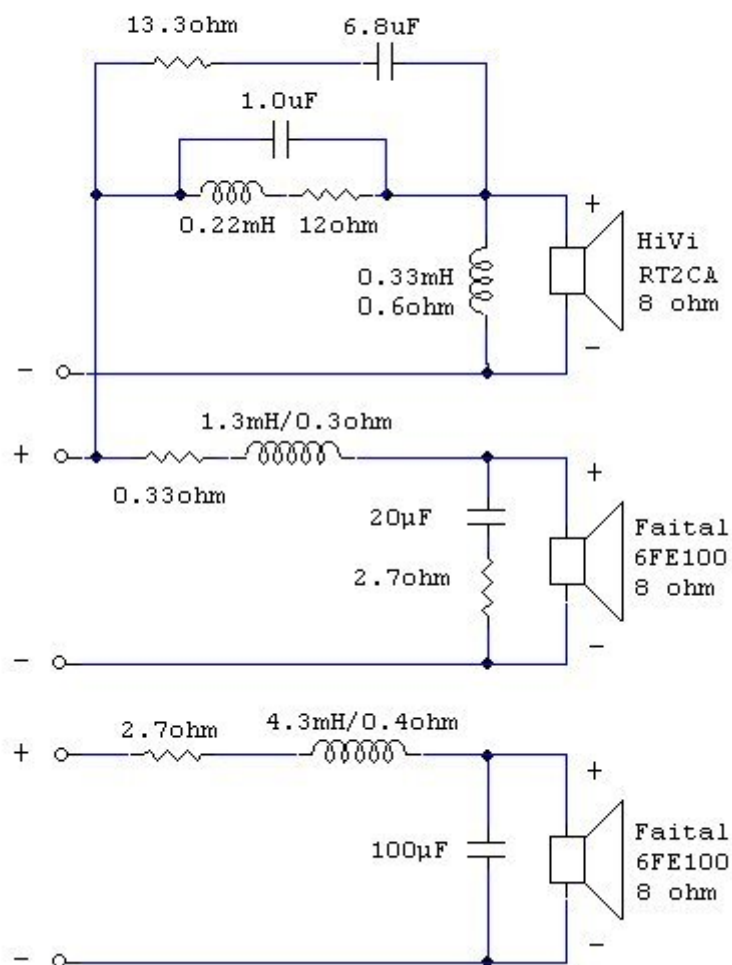 13.3ohm
6.8uF
1.0uF
0.22mH
12ohm
+
HiVi
RT2CA
8 ohm
0.33mH
0.6ohm
−
−
1.3mH/0.3ohm
+
+
0.33ohm
20µF
Faital
6FE100
8 ohm
2.7ohm
−
−
2.7ohm
4.3mH/0.4ohm
+
+
100µF
Faital
6FE100
8 ohm
−
−